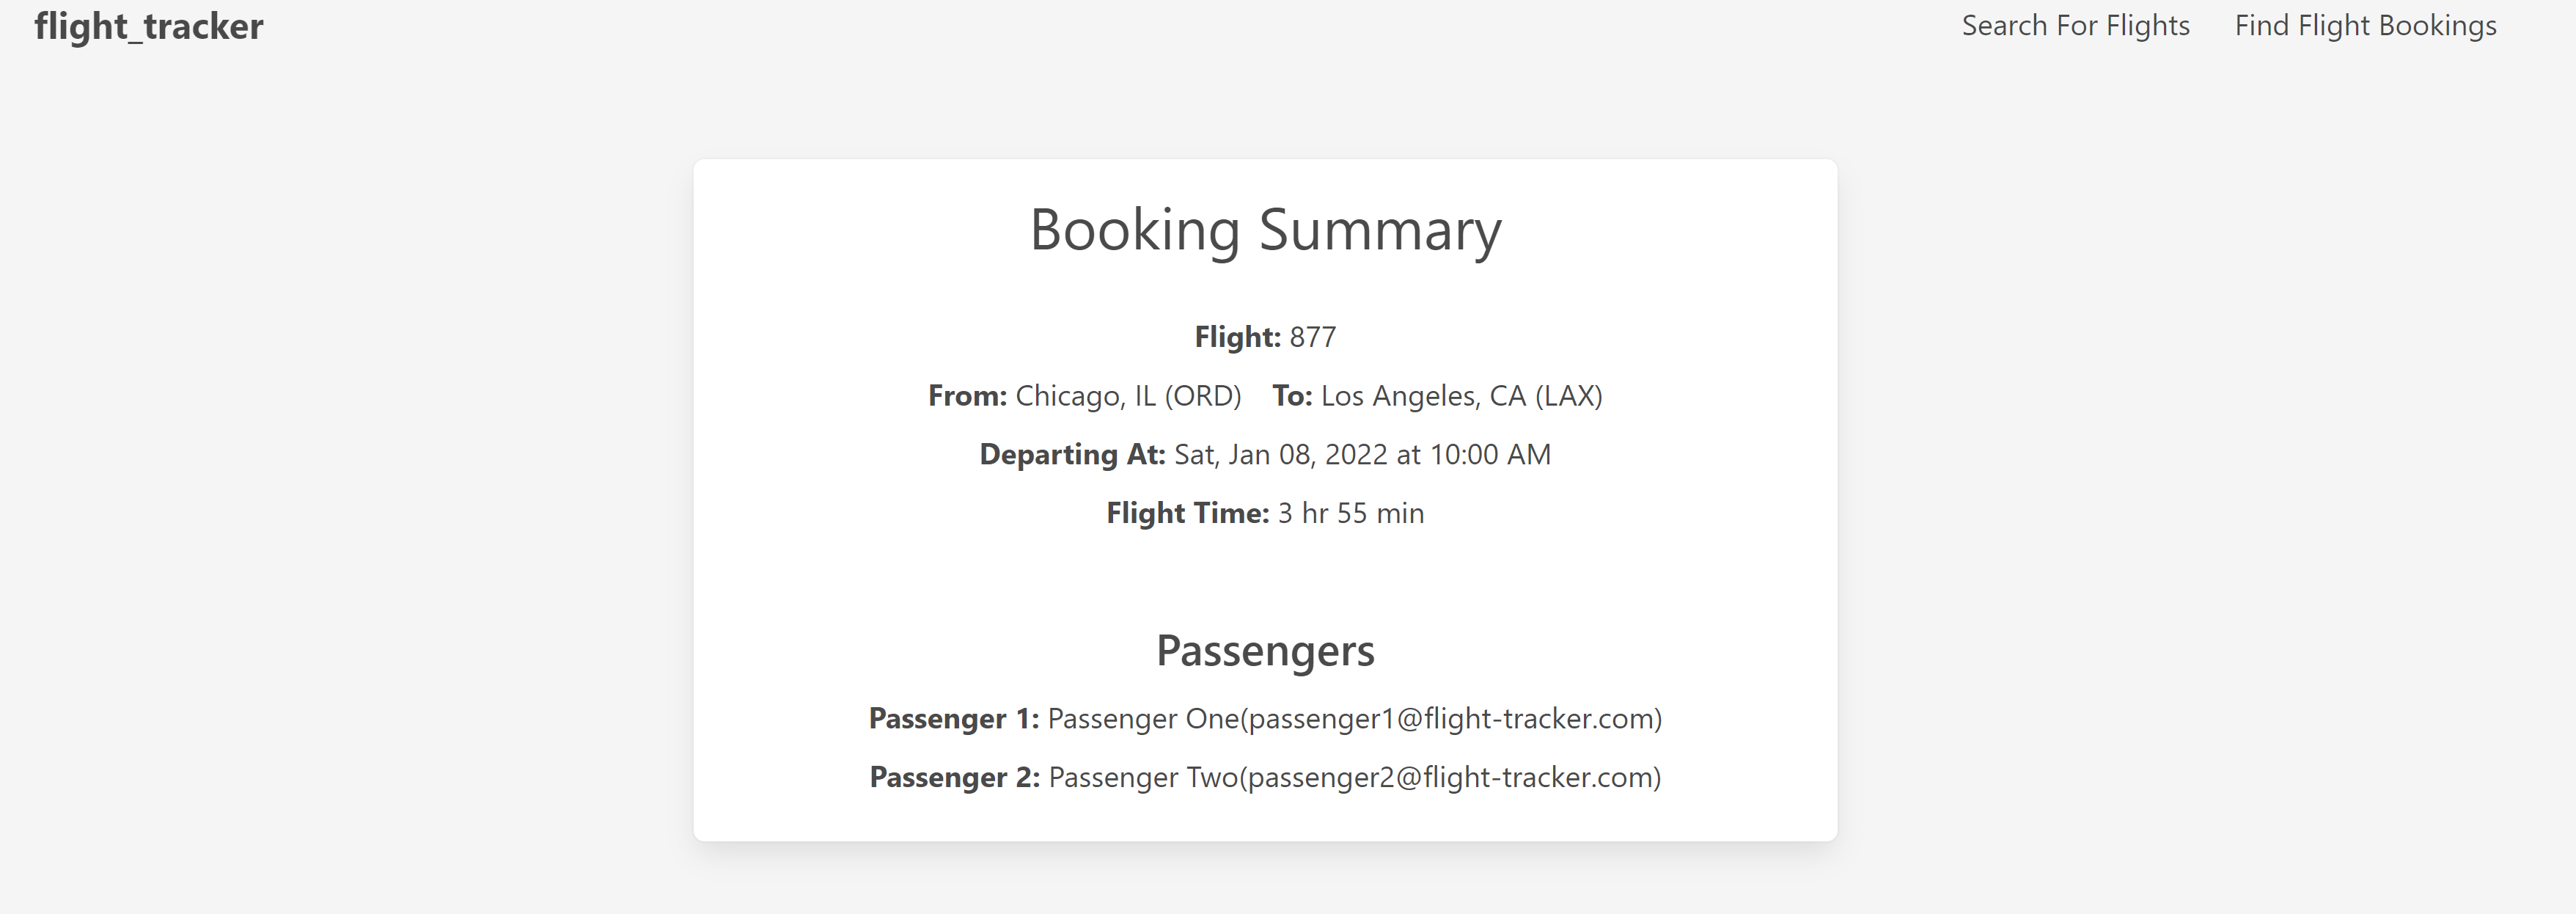 flight_tracker
Search For Flights
Find Flight Bookings
Booking Summary
Flight: 877
From: Chicago, IL (ORD) To: Los Angeles, CA (LAX)
Departing At: Sat, Jan 08, 2022 at 10:00 AM
Flight Time: 3 hr 55 min
Passengers
Passenger 1: Passenger One(passenger1@flight-tracker.com)
Passenger 2: Passenger Two(passenger2@flight-tracker.com)